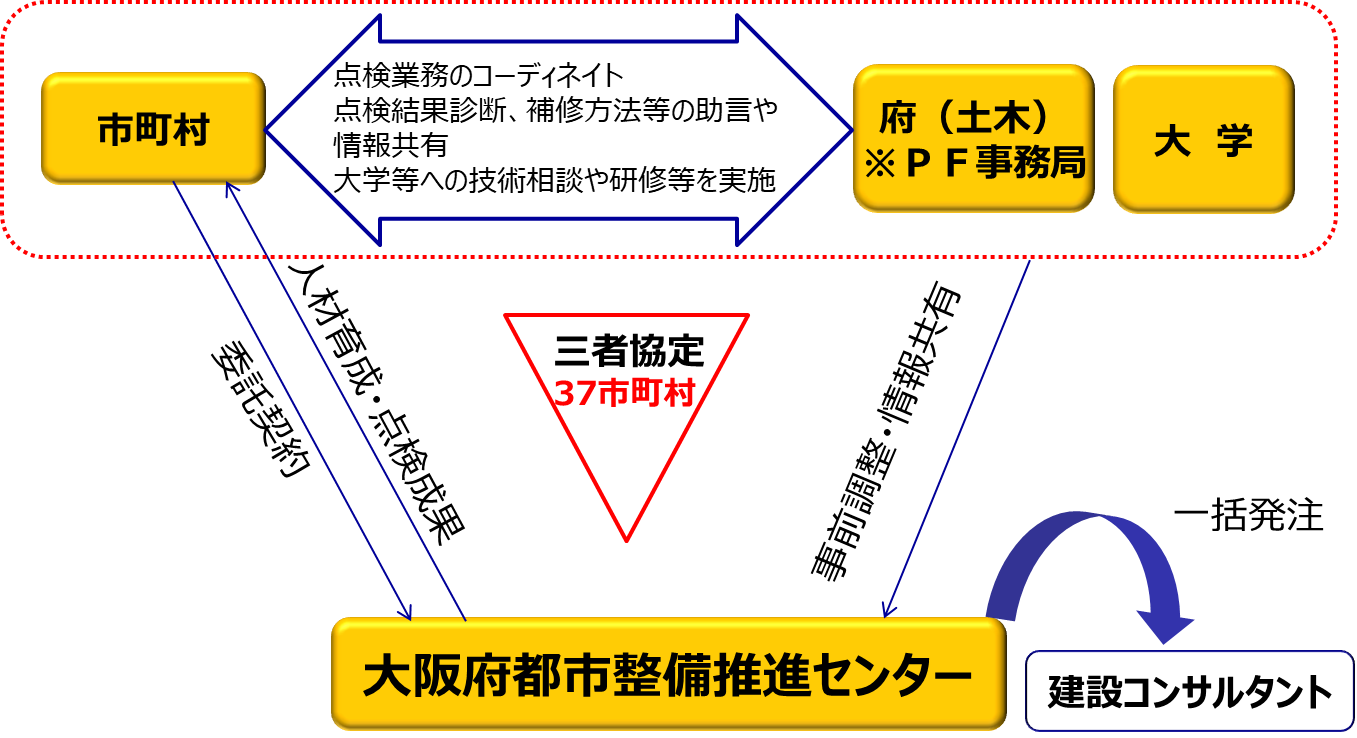 点検業務のコーディネイト
点検結果診断、補修方法等の助言や
情報共有
大学等への技術相談や研修等を実施
市町村
府（土木）
※ＰＦ事務局
大 学
人材育成・点検成果
委託契約
三者協定
37市町村
事前調整・情報共有
一括発注
大阪府都市整備推進センター
建設コンサルタント